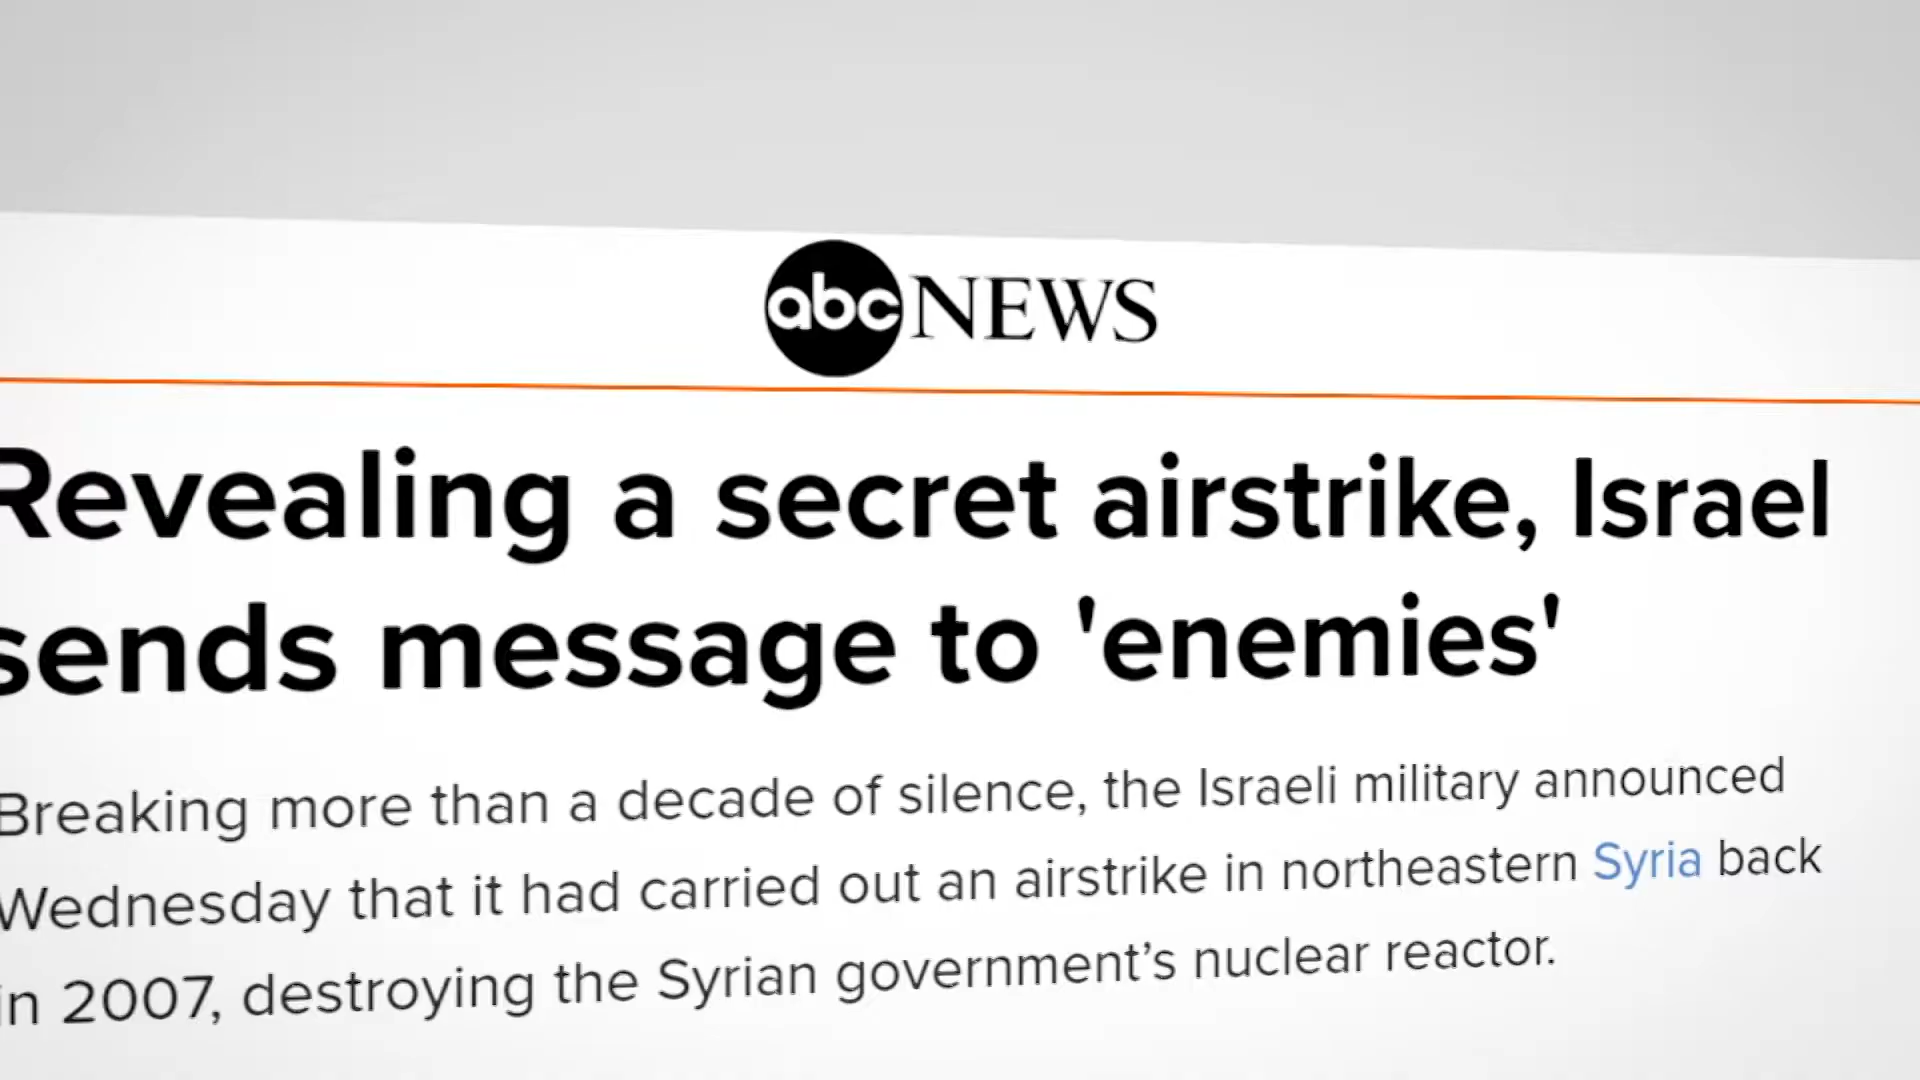 abc NEWS
Revealing a secret airstrike, Israel
sends message to 'enemies'
Breaking more than a decade of silence, the Israeli military announced
Wednesday that it had carried out an airstrike in northeastern Syria back
in 2007, destroying the Syrian government’s nuclear reactor.